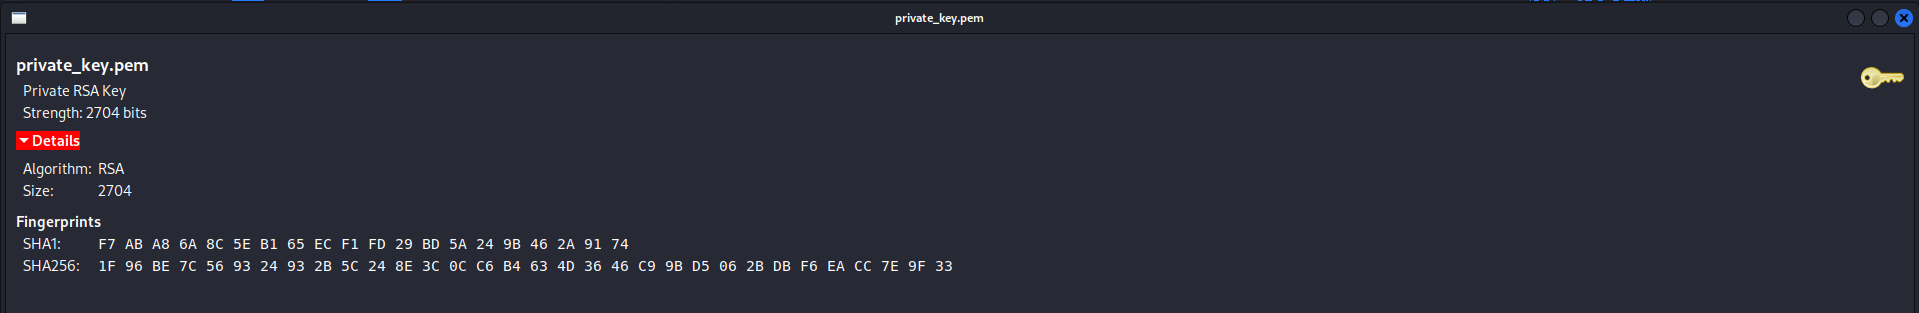 private_key.pem
private_key.pem
Private RSA Key
Strength: 2704 bits
Details
Algorithm: RSA
Size: 2704
Fingerprints
SHA1: F7 AB A8 6A 8C 5E B1 65 EC F1 FD 29 BD 5A 24 9B 46 2A 91 74
SHA256: 1F 96 BE 7C 56 93 24 93 2B 5C 24 8E 3C 0C C6 B4 63 4D 36 46 C9 9B D5 06 2B DB F6 EA CC 7E 9F 33